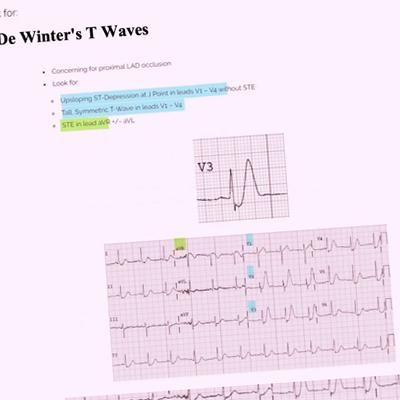 for:
De Winter's T Waves
Concerning for proximal LAD occlusion
Look for:
Upsloping ST-Depression at J Point in leads V1 – V4 without STE
Tall, Symmetric T-Wave in leads V1 – V4
STE in lead aVR +/- aVL
V3
I aVR V1 V4
II aVL V2 V5
III aVF V3 V6